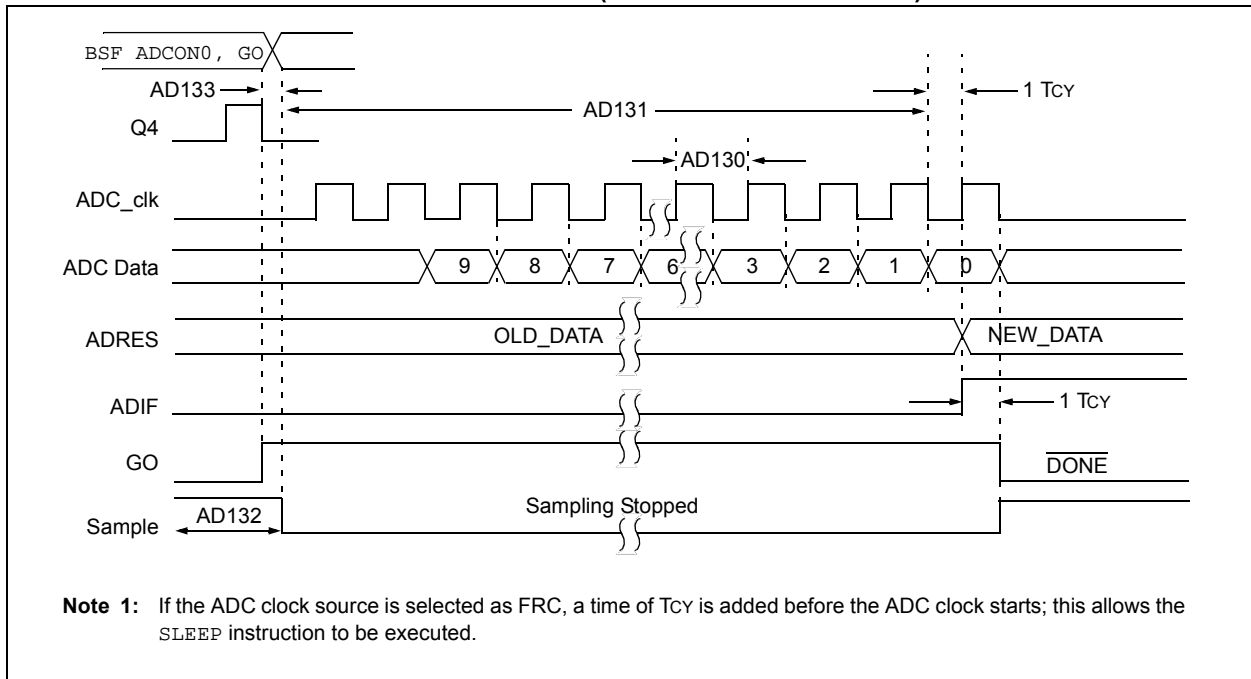 BSF ADCON0, GO
AD133
1 TCY
AD131
Q4
AD130
ADC_clk
ADC Data
9 8 7 6 3 2 1 0
ADRES
OLD_DATA
NEW_DATA
ADIF
1 TCY
GO
DONE
Sample
AD132
Sampling Stopped
Note 1: If the ADC clock source is selected as FRC, a time of TCY is added before the ADC clock starts; this allows the
SLEEP instruction to be executed.